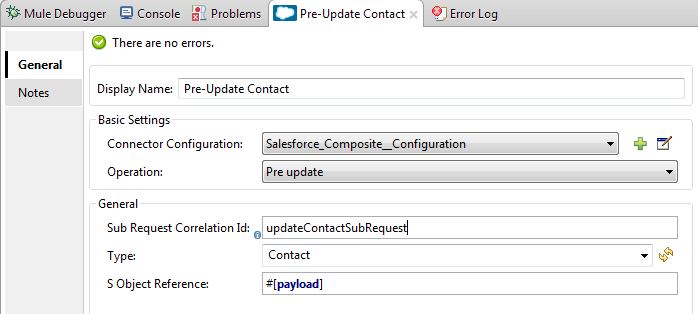 Mule Debugger Console Problems Pre-Update Contact Error Log
There are no errors.
General
Notes
Display Name: Pre-Update Contact
Basic Settings
Connector Configuration: Salesforce_Composite__Configuration
Operation: Pre update
General
Sub Request Correlation Id: updateContactSubRequest
Type: Contact
S Object Reference: #[payload]